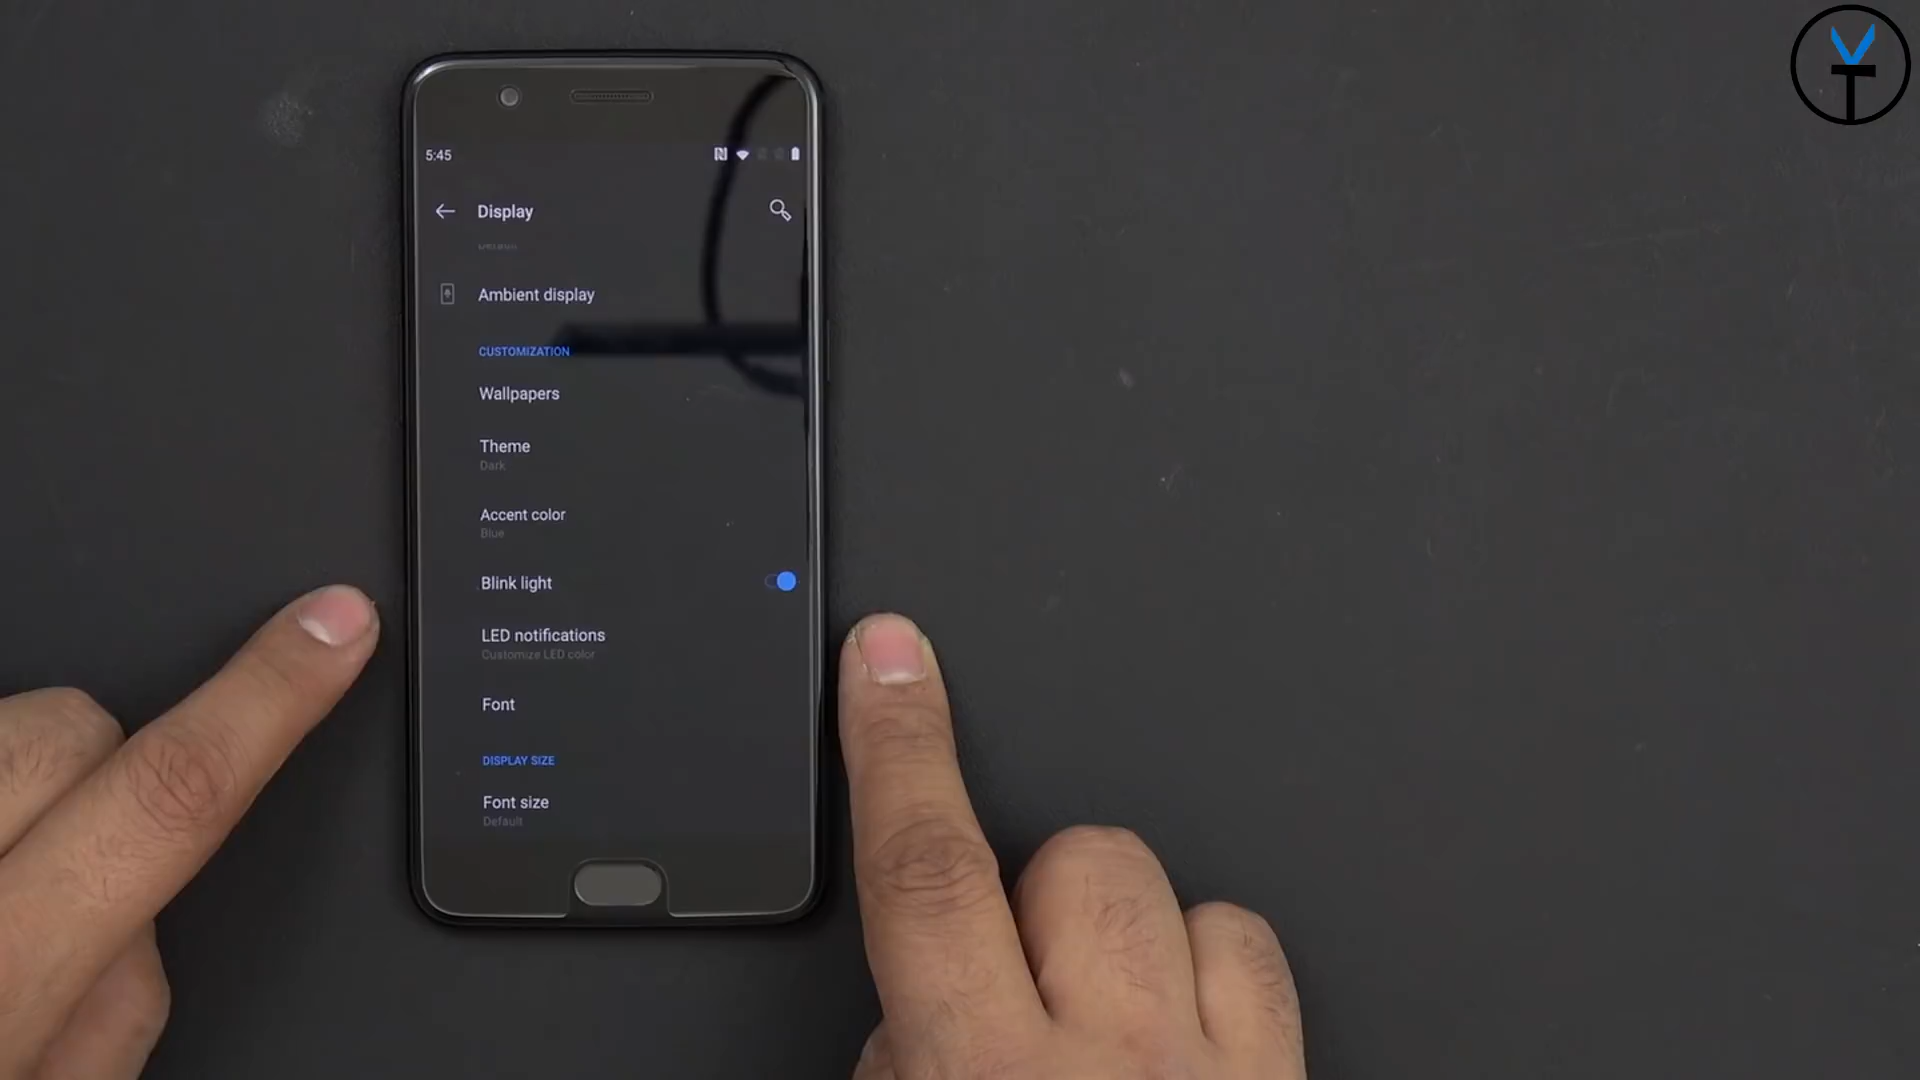 5:45
Display
Ambient display
CUSTOMIZATION
Wallpapers
Theme
Dark
Accent color
Blue
Blink light
LED notifications
Customize LED color
Font
DISPLAY SIZE
Font size
Default